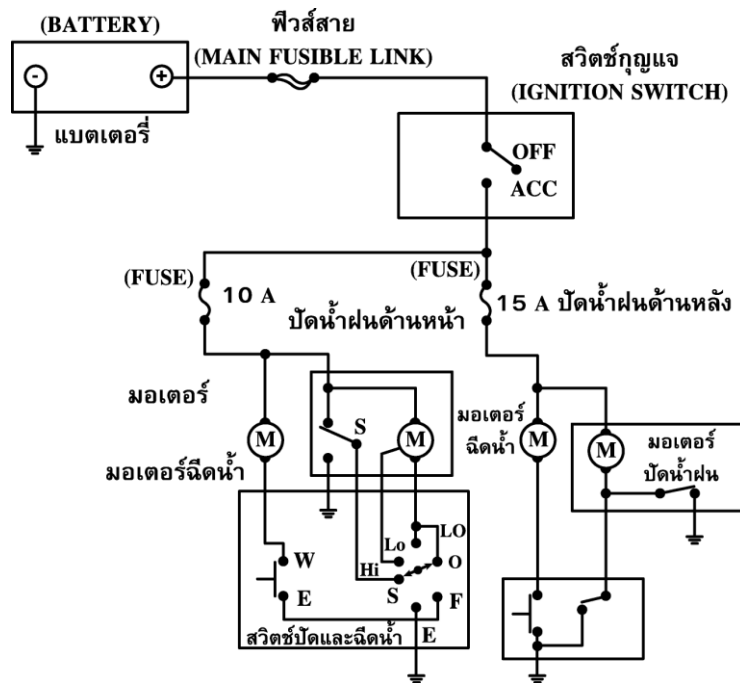 (BATTERY)
ฟิวส์สาย
(MAIN FUSIBLE LINK)
- +
แบตเตอรี่
สวิตช์กุญแจ
(IGNITION SWITCH)
OFF
ACC
(FUSE)
10 A
(FUSE)
15 A ปัดน้ำฝนด้านหลัง
ปัดน้ำฝนด้านหน้า
มอเตอร์
M
มอเตอร์ฉีดน้ำ
S
M
มอเตอร์
ฉีดน้ำ
M
M
มอเตอร์
ปัดน้ำฝน
W
E
Lo
LO
Hi
O
S
F
E
สวิตช์ปัดและฉีดน้ำ